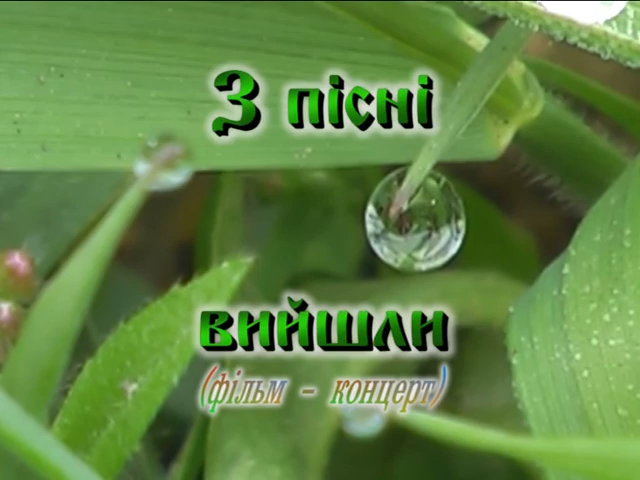 З пісні
вийшли
(фільм - концерт)